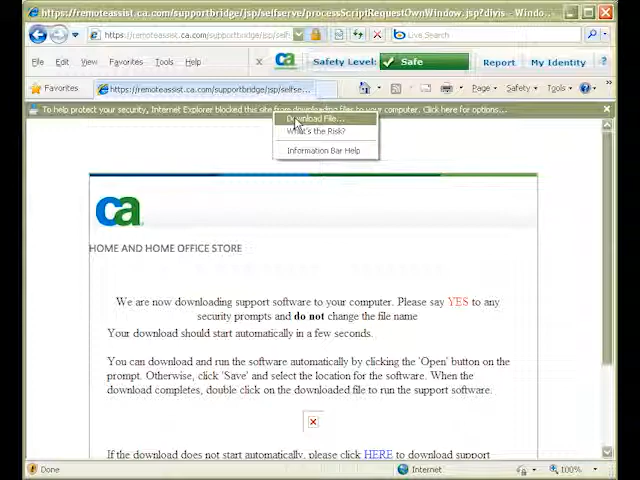 https://remoteassist.ca.com/supportbridge/jsp/selfserve/processScriptRequestOwnWindow.jsp?divis - Windo...
https://remoteassist.ca.com/supportbridge/jsp/self
Live Search
File Edit View Favorites Tools Help
ca
Safety Level: Safe
Report My Identity
Favorites
https://remoteassist.ca.com/supportbridge/jsp/selfse...
Page Safety Tools
To help protect your security, Internet Explorer blocked this site from downloading files to your computer. Click here for options...
Download File...
What's the Risk?
Information Bar Help
ca
HOME AND HOME OFFICE STORE
We are now downloading support software to your computer. Please say YES to any
security prompts and do not change the file name
Your download should start automatically in a few seconds.
You can download and run the software automatically by clicking the 'Open' button on the
prompt. Otherwise, click 'Save' and select the location for the software. When the
download completes, double click on the downloaded file to run the support software.
If the download does not start automatically, please click HERE to download support
Done
Internet
100%